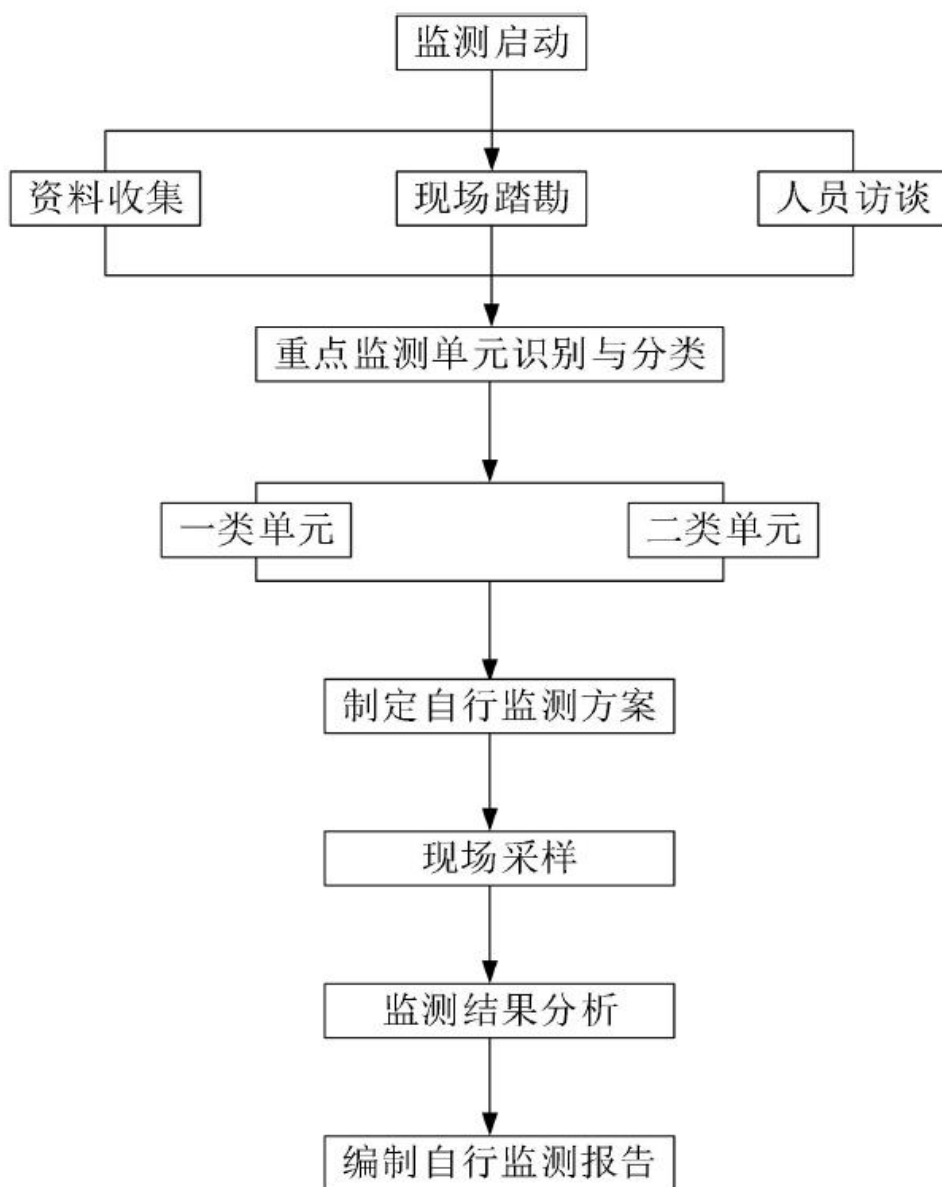 监测启动
资料收集
现场踏勘
人员访谈
重点监测单元识别与分类
一类单元
二类单元
制定自行监测方案
现场采样
监测结果分析
编制自行监测报告